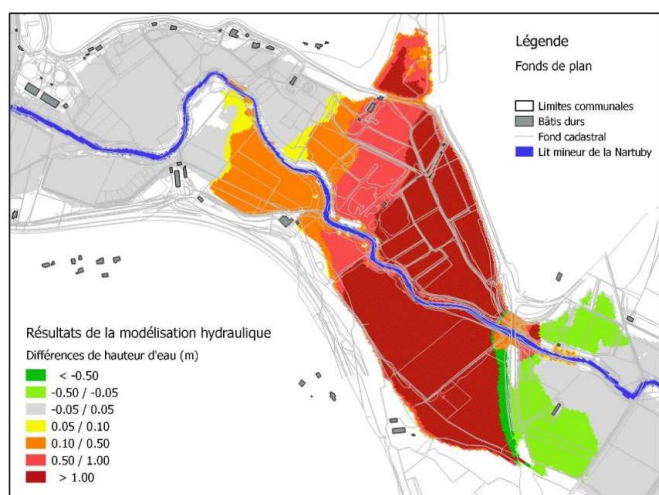 Légende
Fonds de plan
Limites communales
Bâtis durs
Fond cadastral
Lit mineur de la Nartuby
Résultats de la modélisation hydraulique
Différences de hauteur d'eau (m)
< -0.50
-0.50 / -0.05
-0.05 / 0.05
0.05 / 0.10
0.10 / 0.50
0.50 / 1.00
> 1.00